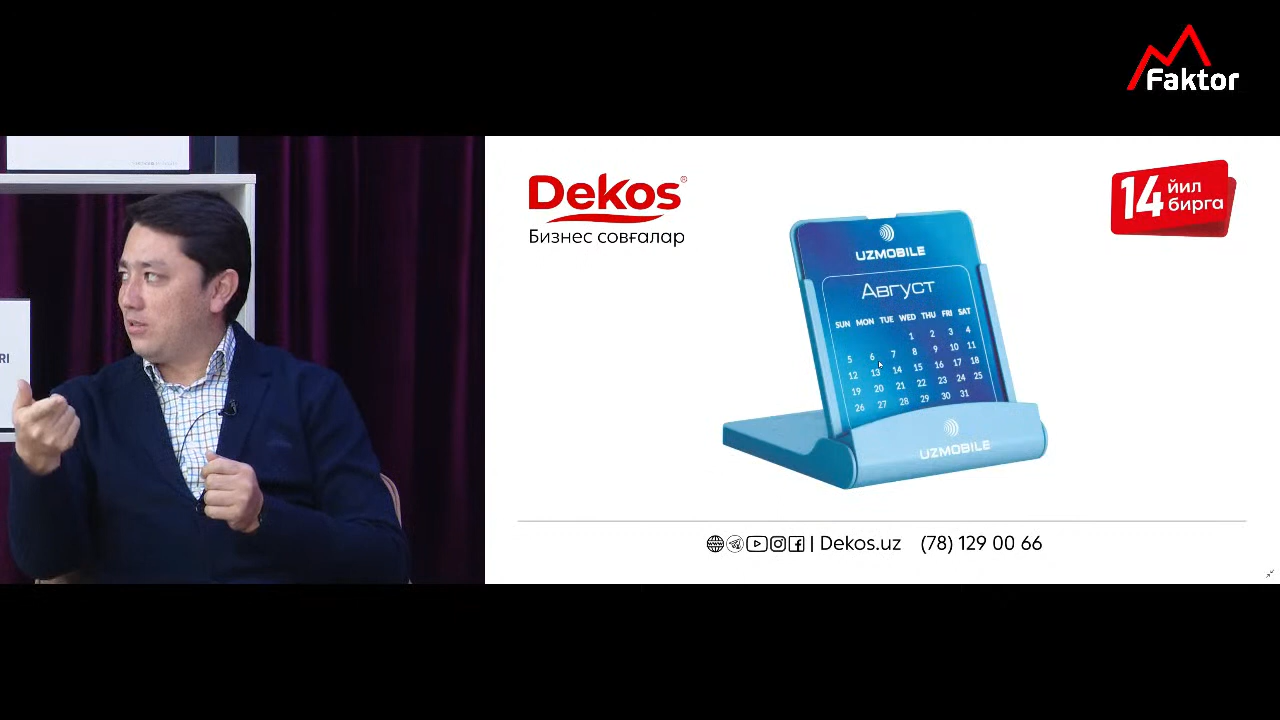 Faktor
Dekos®
Бизнес совғалар
14 йил
бирга
UZMOBILE
Август
SUN MON TUE WED THU FRI SAT
1 2 3 4
5 6 7 8 9 10 11
12 13 14 15 16 17 18
19 20 21 22 23 24 25
26 27 28 29 30 31
UZMOBILE
RI
| Dekos.uz (78) 129 00 66